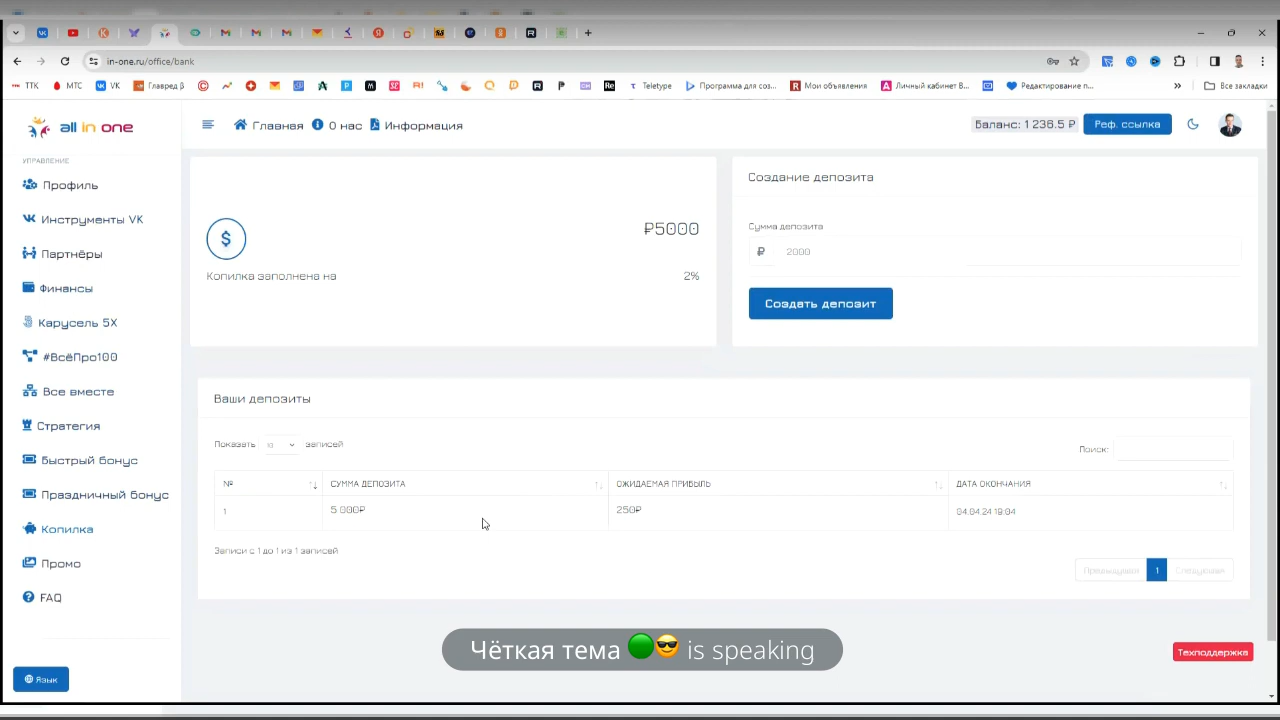 in-one.ru/office/bank
ТТК
МТС
VK
Главред β
Teletype
Программа для соз...
Мои объявления
Личный кабинет В...
Редактирование п...
Все закладки
all in one
Главная
О нас
Информация
Баланс: 1 236.5 ₽
Реф. ссылка
УПРАВЛЕНИЕ
Профиль
Инструменты VK
Партнёры
Финансы
Карусель 5X
#ВсёПро100
Все вместе
Стратегия
Быстрый бонус
Праздничный бонус
Копилка
Промо
FAQ
Язык
₽5000
Копилка заполнена на
2%
Создание депозита
Сумма депозита
₽ 2000
Создать депозит
Ваши депозиты
Показать 10 записей
Поиск:
№ СУММА ДЕПОЗИТА ОЖИДАЕМАЯ ПРИБЫЛЬ ДАТА ОКОНЧАНИЯ
1 5 000₽ 250₽ 04.04.24 19:04
Записи с 1 до 1 из 1 записей
Предыдущая 1 Следующая
Чёткая тема is speaking
Техподдержка